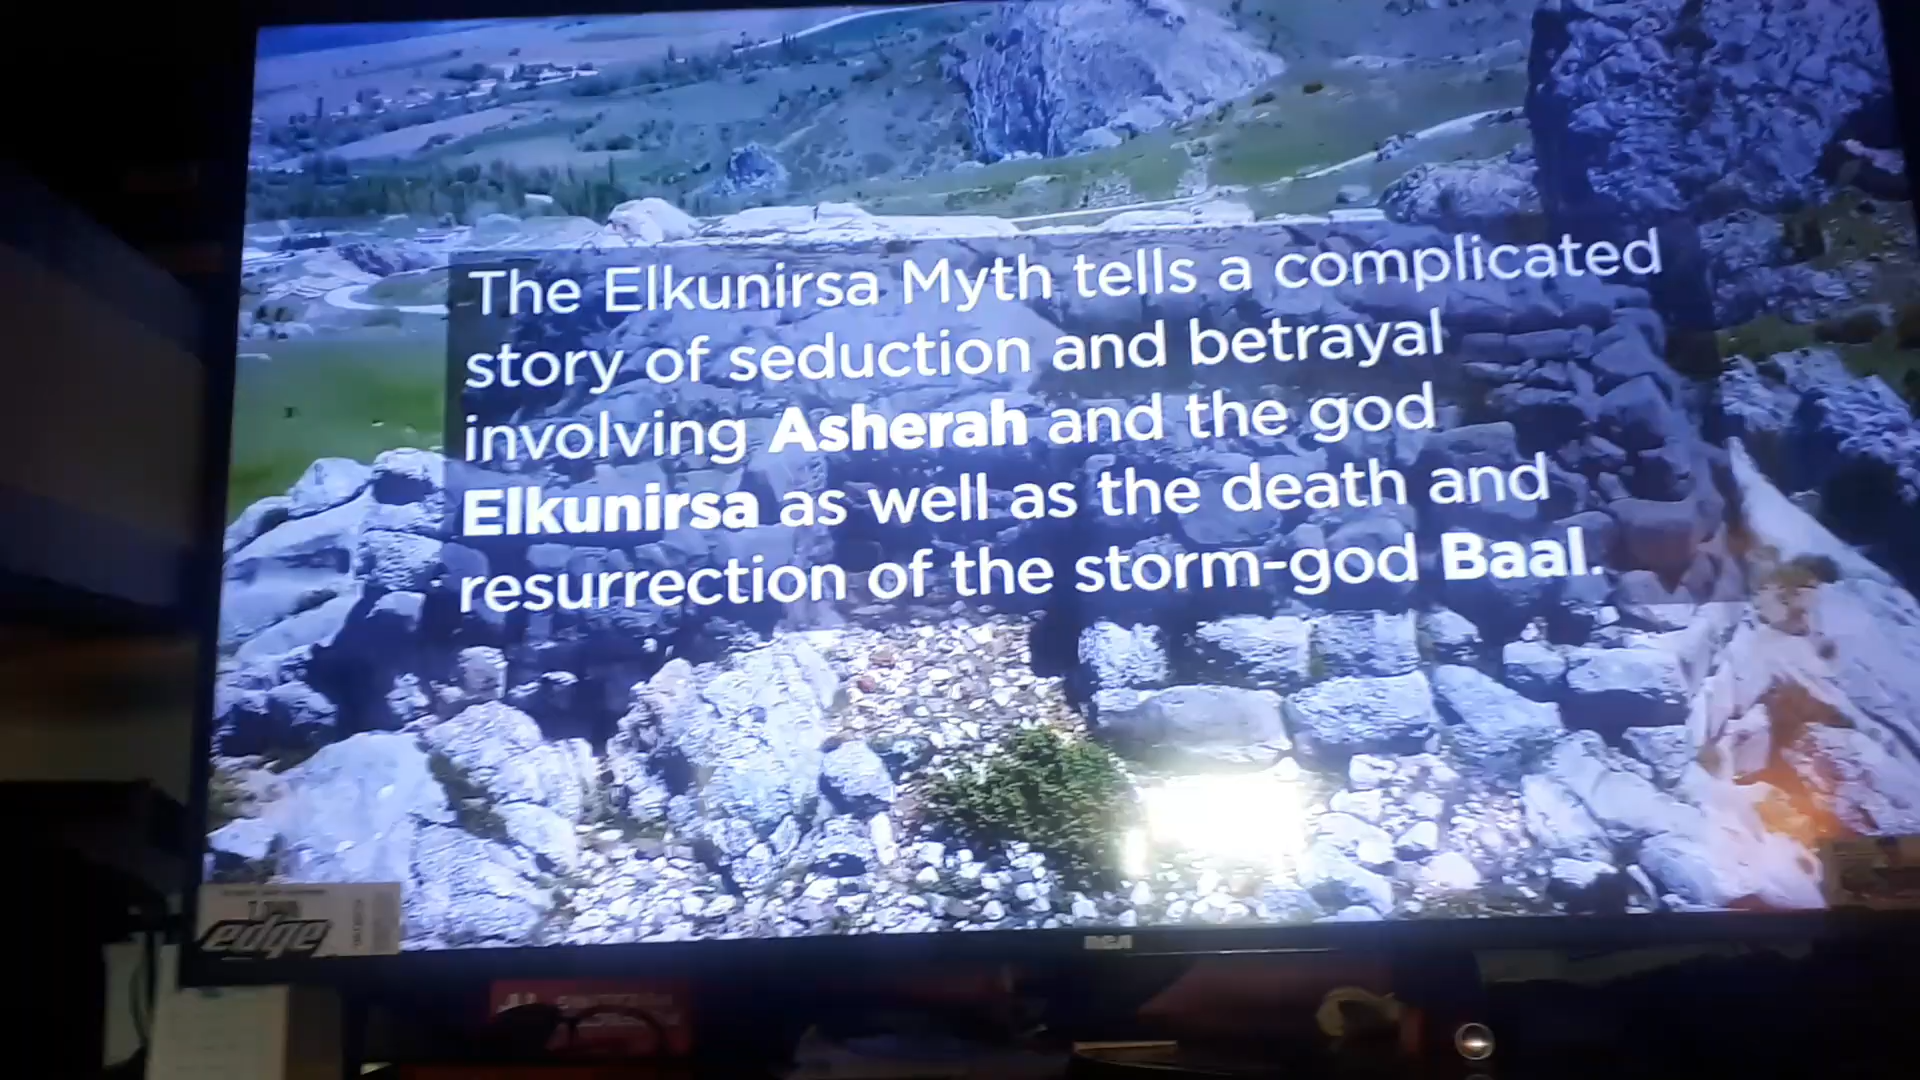 The Elkunirsa Myth tells a complicated
story of seduction and betrayal
involving Asherah and the god
Elkunirsa as well as the death and
resurrection of the storm-god Baal.
edge
RCA